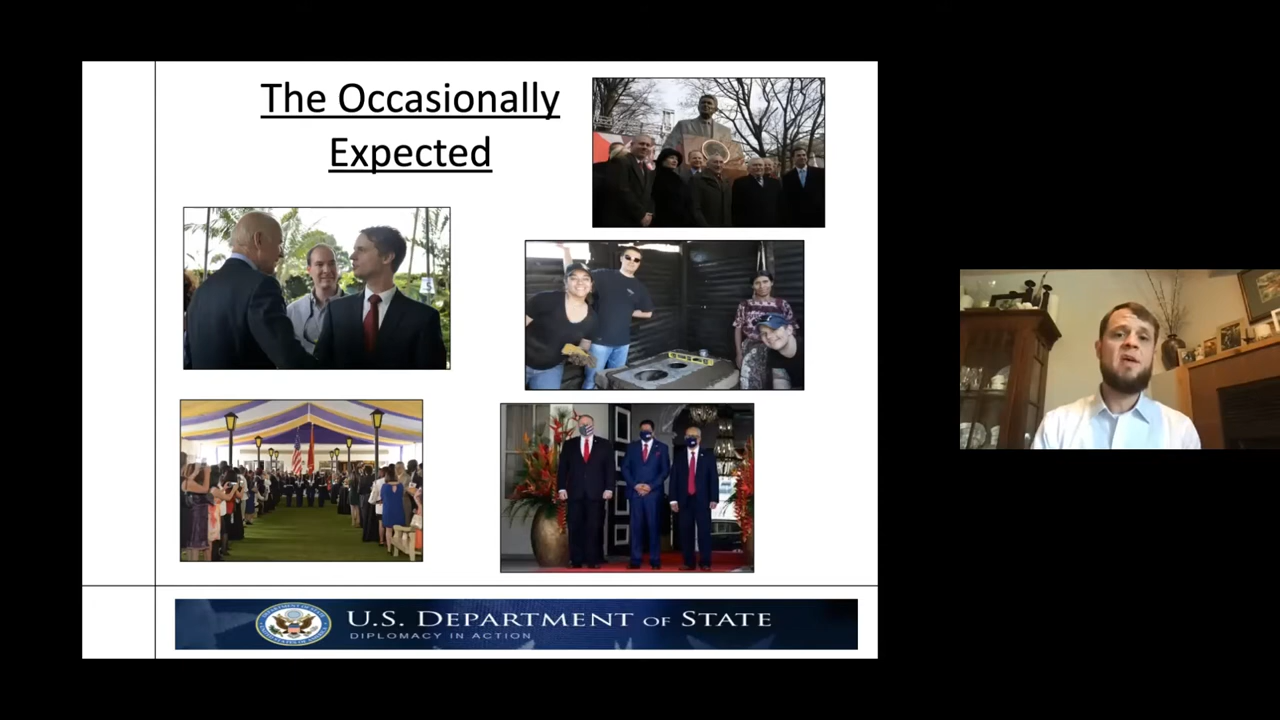 The Occasionally
Expected
U.S. DEPARTMENT OF STATE
DIPLOMACY IN ACTION